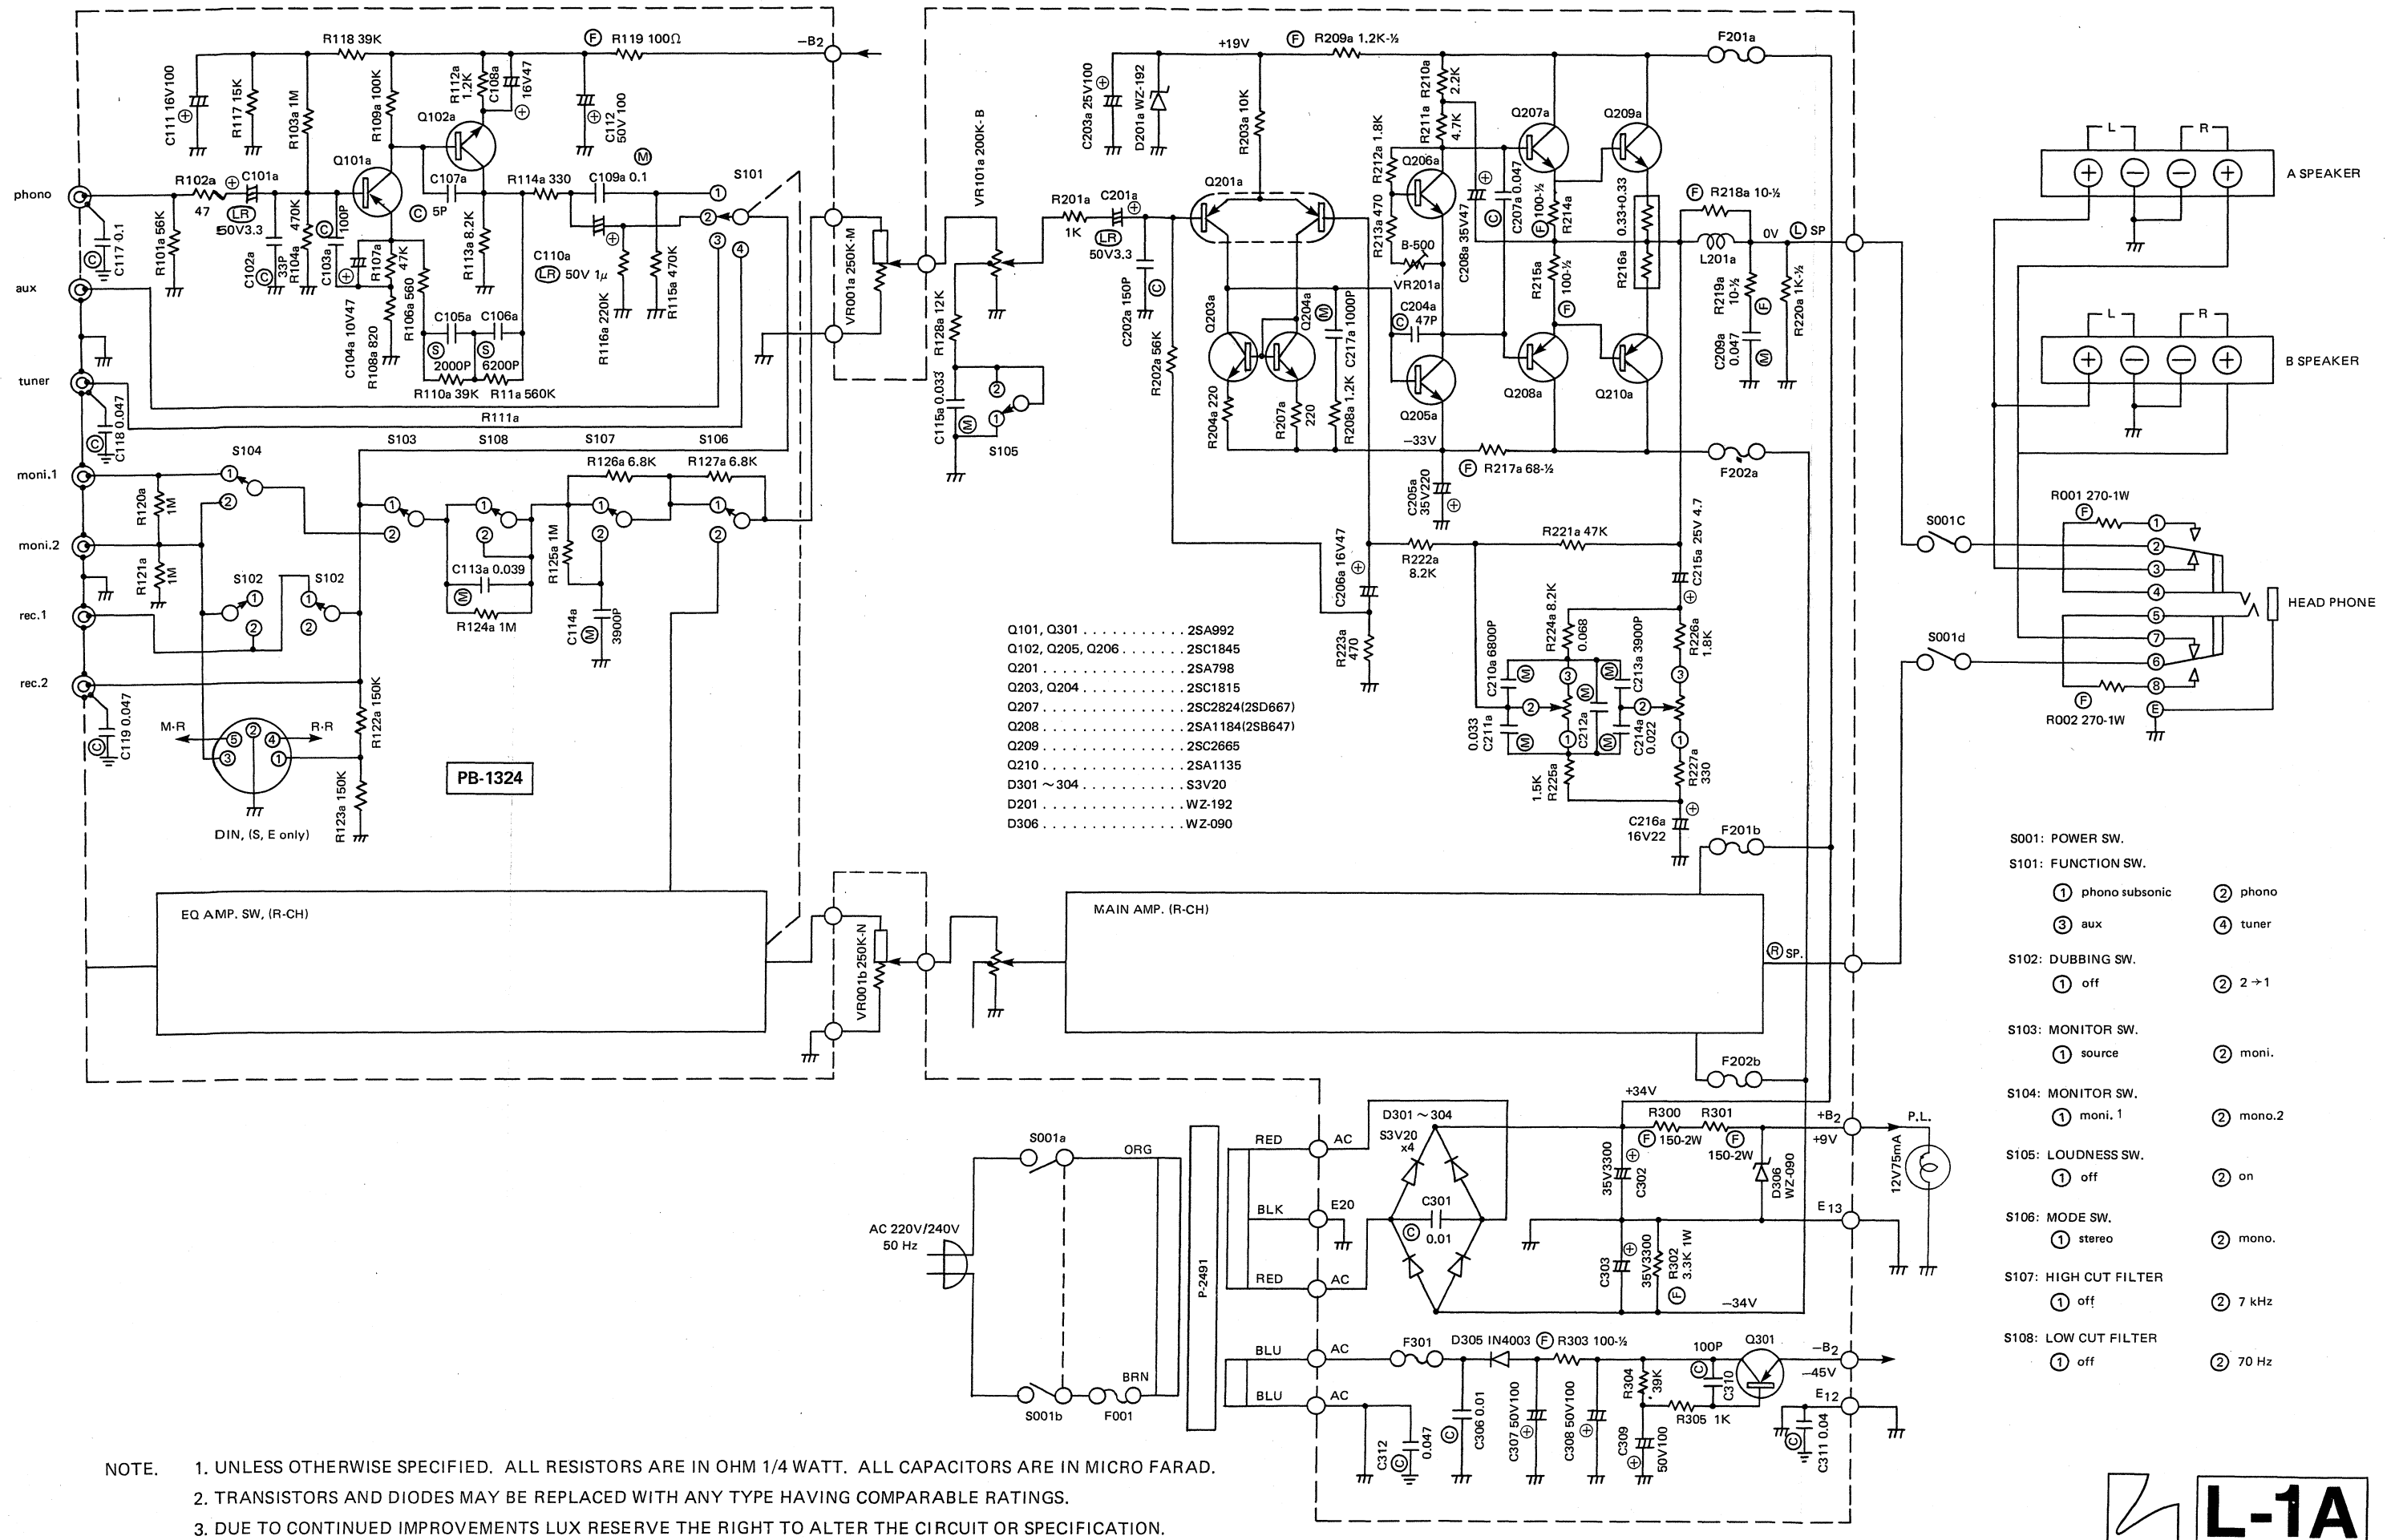 R118 39K
Ⓕ R119 100Ω
−B2
C111 16V100
R117 15K
R103a 1M
R109a 100K
R112a 1.2K
C108a 16V47
C112 50V 100
Q102a
Q101a
phono
R102a 47
C101a
LR 50V3.3
R101a 56K
C117 0.1
C102a 33P
R104a 470K
C103a 100P
R107a 47K
C107a 5P
R113a 8.2K
R114a 330
C109a 0.1
C110a
LR 50V 1µ
R116a 220K
R115a 470K
S101
1
2
3
4
aux
C104a 10V47
R108a 820
R106a 560
C105a
C106a
2000P
6200P
R110a 39K
R11a 560K
R111a
tuner
C118 0.047
moni.1
R120a 1M
S104
S103
S108
S107
S106
R126a 6.8K
R127a 6.8K
moni.2
R121a 1M
S102
S102
C113a 0.039
R124a 1M
R125a 1M
C114a 3900P
rec.1
rec.2
C119 0.047
M·R
R·R
DIN, (S, E only)
R122a 150K
R123a 150K
PB-1324
EQ AMP. SW, (R-CH)
VR001a 250K-M
VR001b 250K-N
VR101a 200K-B
R128a 12K
C115a 0.033
S105
+19V
Ⓕ R209a 1.2K-½
F201a
C203a 25V100
D201a WZ-192
R203a 10K
R210a 2.2K
R211a 4.7K
R212a 1.8K
Q206a
Q207a
Q209a
R201a 1K
C201a
LR 50V3.3
Q201a
R213a 470
B-500
VR201a
C208a 35V47
C207a 0.047
100-½
R214a
0.33+0.33
R216a
R218a 10-½
L201a
0V
Ⓛ SP
C202a 150P
R202a 56K
Q203a
Q204a
C217a 1000P
C204a 47P
R215a 100-½
R219a 10-½
C209a 0.047
R220a 1K-½
R204a 220
R207a 220
R208a 1.2K
Q205a
Q208a
Q210a
−33V
Ⓕ R217a 68-½
F202a
C205a 35V220
C206a 16V47
R222a 8.2K
R221a 47K
C215a 25V 4.7
R223a 470
R224a 8.2K
0.068
C210a 6800P
C213a 3900P
R226a 1.8K
0.033 C211a
C212a
C214a 0.022
1.5K R225a
R227a 330
C216a 16V22
F201b
Q101, Q301 . . . . . . . . . . . 2SA992
Q102, Q205, Q206 . . . . . . . 2SC1845
Q201 . . . . . . . . . . . . . . . 2SA798
Q203, Q204 . . . . . . . . . . . 2SC1815
Q207 . . . . . . . . . . . . . . . 2SC2824(2SD667)
Q208 . . . . . . . . . . . . . . . 2SA1184(2SB647)
Q209 . . . . . . . . . . . . . . . 2SC2665
Q210 . . . . . . . . . . . . . . . 2SA1135
D301 ~ 304 . . . . . . . . . . . S3V20
D201 . . . . . . . . . . . . . . . WZ-192
D306 . . . . . . . . . . . . . . . WZ-090
MAIN AMP. (R-CH)
Ⓡ SP.
F202b
L
R
A SPEAKER
L
R
B SPEAKER
R001 270-1W
S001C
S001d
HEAD PHONE
R002 270-1W
S001: POWER SW.
S101: FUNCTION SW.
① phono subsonic ② phono
③ aux ④ tuner
S102: DUBBING SW.
① off ② 2→1
S103: MONITOR SW.
① source ② moni.
S104: MONITOR SW.
① moni. 1 ② mono.2
S105: LOUDNESS SW.
① off ② on
S106: MODE SW.
① stereo ② mono.
S107: HIGH CUT FILTER
① off ② 7 kHz
S108: LOW CUT FILTER
① off ② 70 Hz
AC 220V/240V
50 Hz
S001a
S001b
F001
ORG
BRN
P-2491
RED
BLK
RED
BLU
BLU
AC
E20
AC
AC
AC
D301 ~ 304
S3V20
x4
C301
0.01
+34V
R300
R301
150-2W
150-2W
+B2
+9V
P.L.
12V75mA
35V3300
C302
D306
WZ-090
E13
C303
35V3300
R302
3.3K 1W
−34V
F301
D305 IN4003
Ⓕ R303 100-½
100P
C310
Q301
−B2
−45V
R304
39K
R305 1K
E12
C312
0.047
C306 0.01
C307 50V100
C308 50V100
C309
50V100
C311 0.04
NOTE. 1. UNLESS OTHERWISE SPECIFIED. ALL RESISTORS ARE IN OHM 1/4 WATT. ALL CAPACITORS ARE IN MICRO FARAD.
2. TRANSISTORS AND DIODES MAY BE REPLACED WITH ANY TYPE HAVING COMPARABLE RATINGS.
3. DUE TO CONTINUED IMPROVEMENTS LUX RESERVE THE RIGHT TO ALTER THE CIRCUIT OR SPECIFICATION.
L-1A